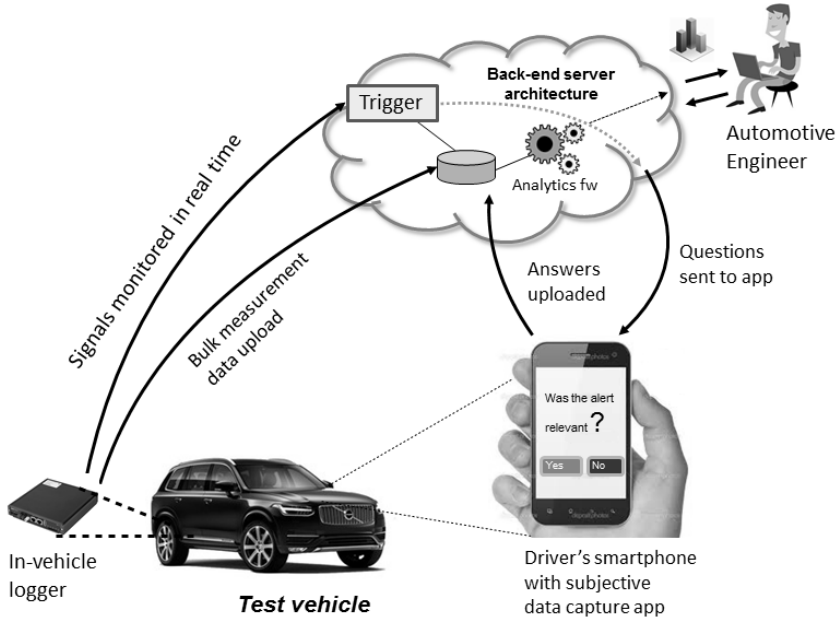 Back-end server
architecture
Trigger
Analytics fw
Automotive
Engineer
Signals monitored in real time
Bulk measurement
data upload
Answers
uploaded
Questions
sent to app
depositphotos
Was the alert
relevant ?
Yes
No
depositphotos
In-vehicle
logger
Test vehicle
Driver's smartphone
with subjective
data capture app